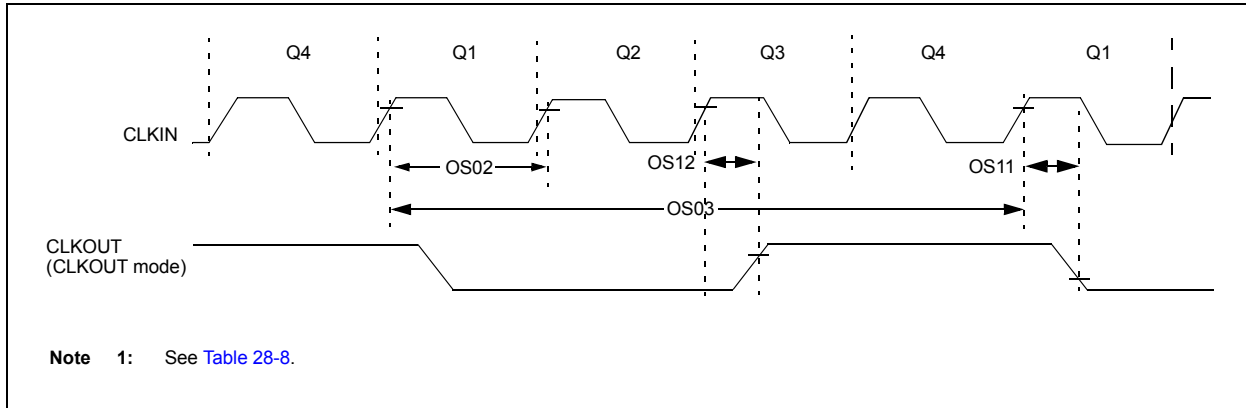 Q4 Q1 Q2 Q3 Q4 Q1
CLKIN
OS02 OS12 OS11
OS03
CLKOUT
(CLKOUT mode)
Note 1: See Table 28-8.